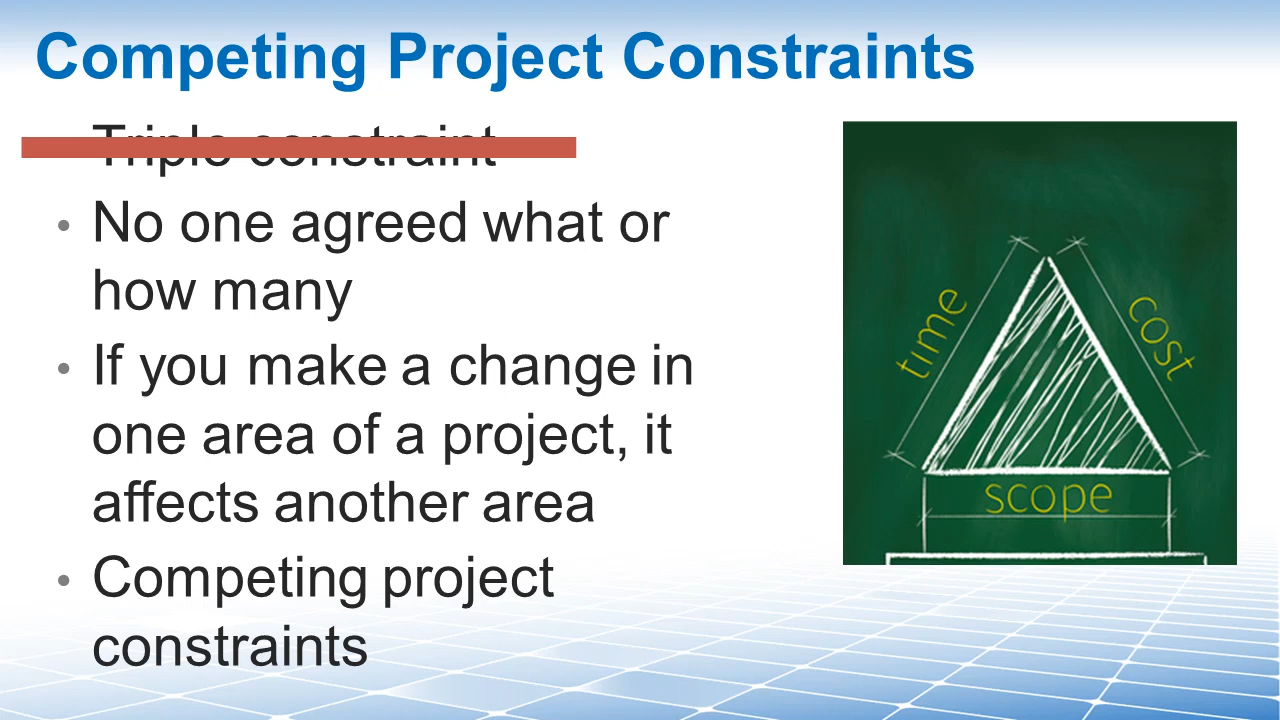 Competing Project Constraints
Triple constraint
• No one agreed what or
how many
• If you make a change in
one area of a project, it
affects another area
• Competing project
constraints
time
cost
scope